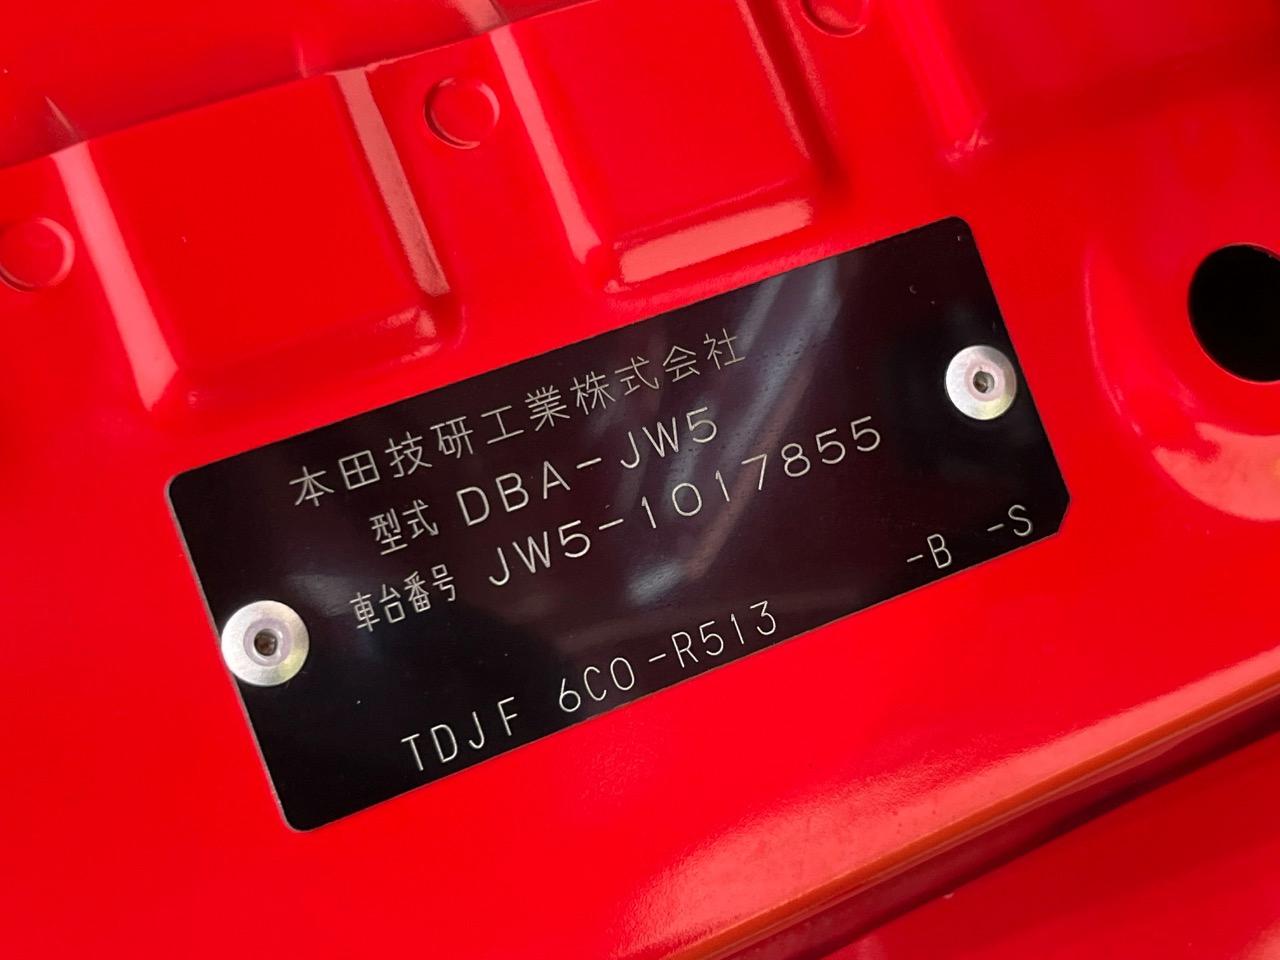 本田技研工業株式会社
型式 DBA-JW5
車台番号 JW5-1017855
-B -S
TDJF 6CO-R513